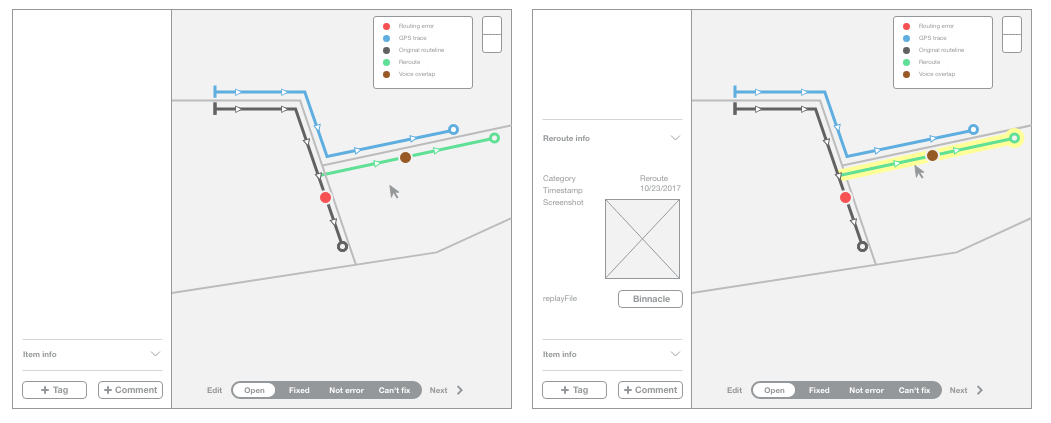 Routing error
GPS trace
Original routeline
Reroute
Voice overlap
Item info
+ Tag
+ Comment
Edit
Open
Fixed
Not error
Can't fix
Next
Routing error
GPS trace
Original routeline
Reroute
Voice overlap
Reroute info
Category Reroute
Timestamp 10/23/2017
Screenshot
replayFile Binnacle
Item info
+ Tag
+ Comment
Edit
Open
Fixed
Not error
Can't fix
Next